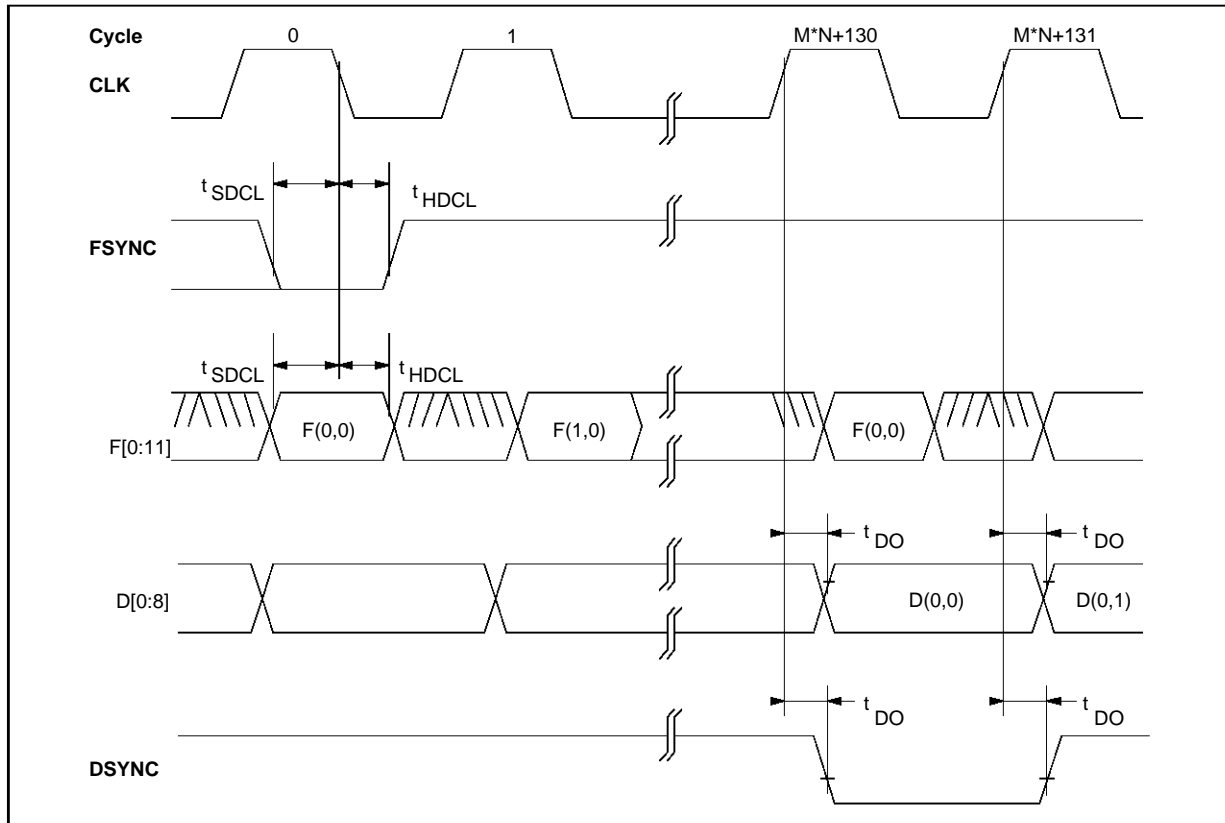 Cycle 0 1 M*N+130 M*N+131
CLK
t SDCL t HDCL
FSYNC
t SDCL t HDCL
F[0:11] F(0,0) F(1,0) F(0,0)
t DO t DO
D[0:8] D(0,0) D(0,1)
t DO t DO
DSYNC